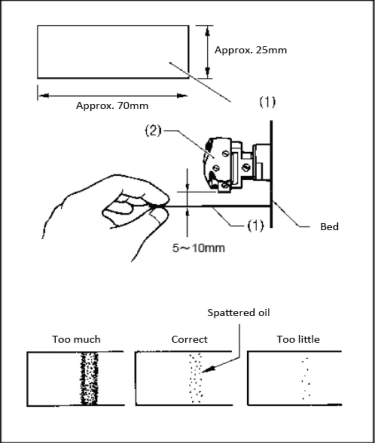 Approx. 25mm
Approx. 70mm
(1)
(2)
(1)
Bed
5～10mm
Spattered oil
Too much
Correct
Too little